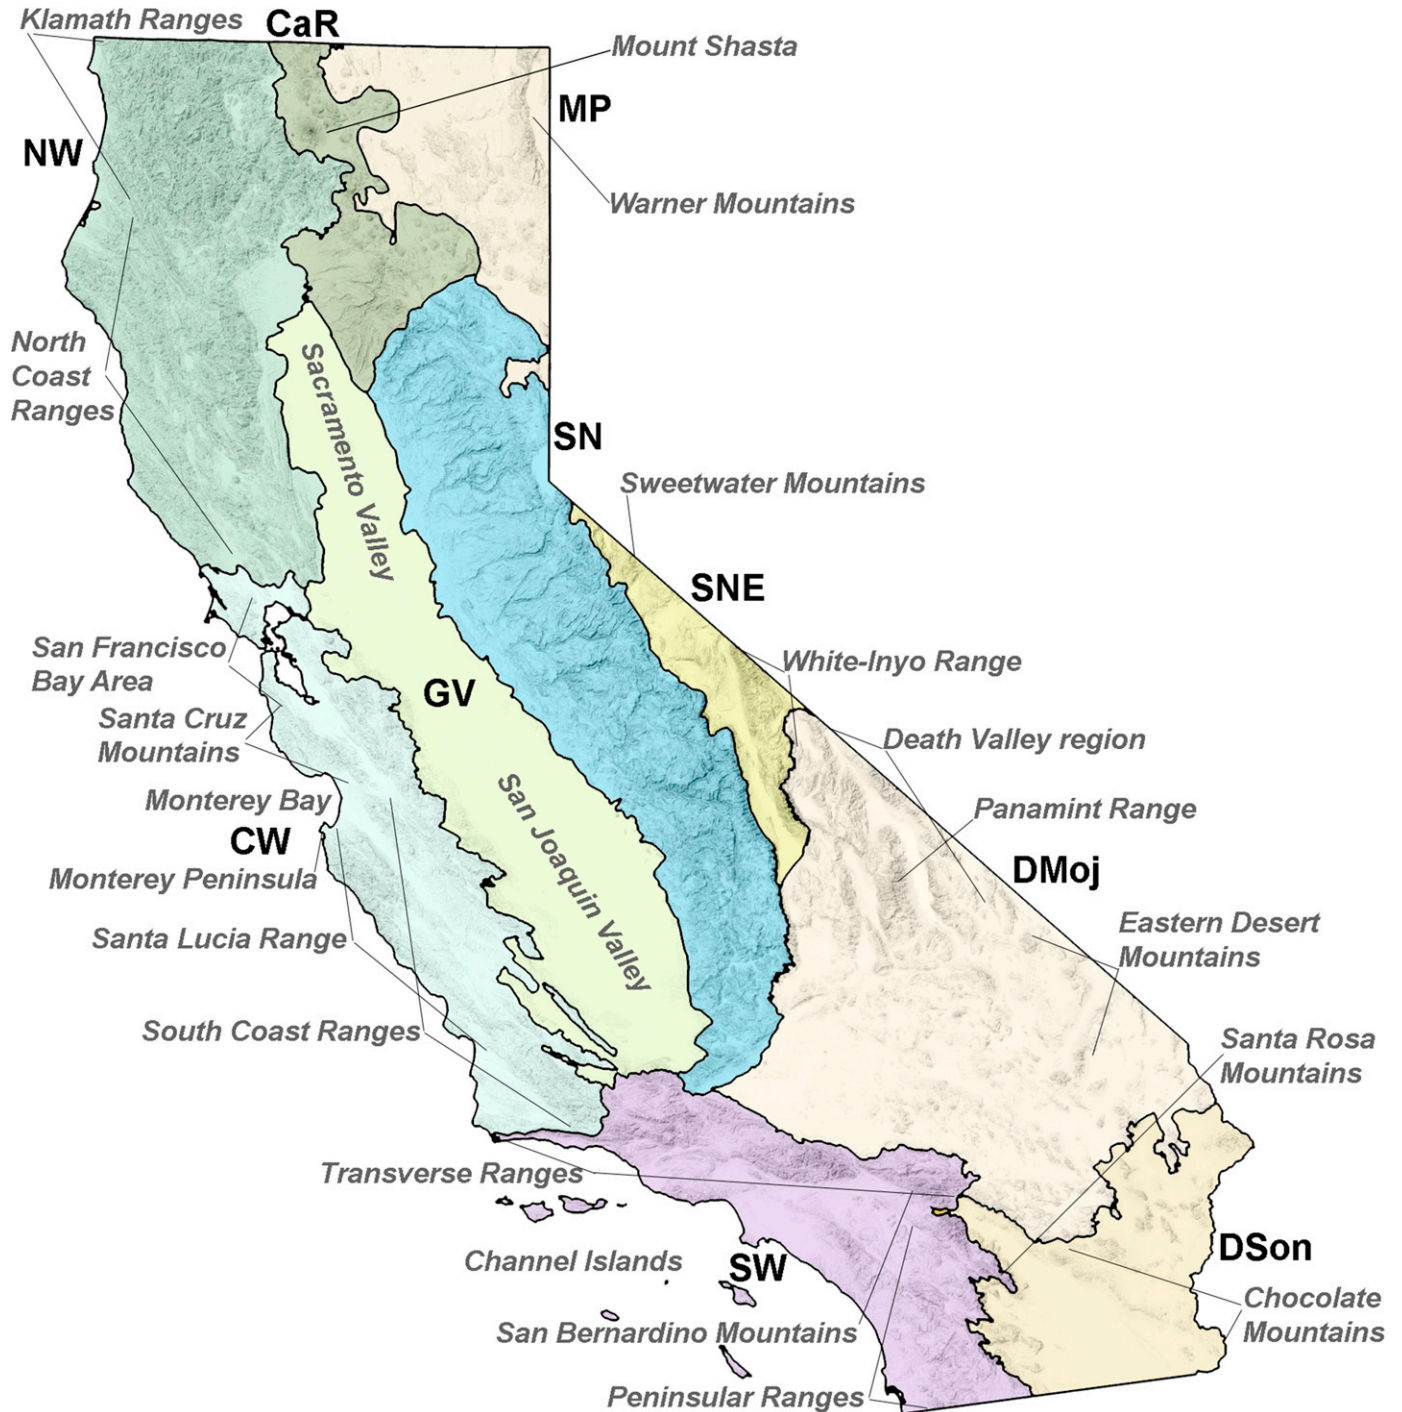 Klamath Ranges
CaR
Mount Shasta
MP
NW
Warner Mountains
North
Coast
Ranges
Sacramento Valley
SN
Sweetwater Mountains
SNE
San Francisco
Bay Area
White-Inyo Range
GV
Santa Cruz
Mountains
Death Valley region
Monterey Bay
San Joaquin Valley
Panamint Range
CW
Monterey Peninsula
DMoj
Santa Lucia Range
Eastern Desert
Mountains
South Coast Ranges
Santa Rosa
Mountains
Transverse Ranges
Channel Islands
SW
DSon
San Bernardino Mountains
Chocolate
Mountains
Peninsular Ranges